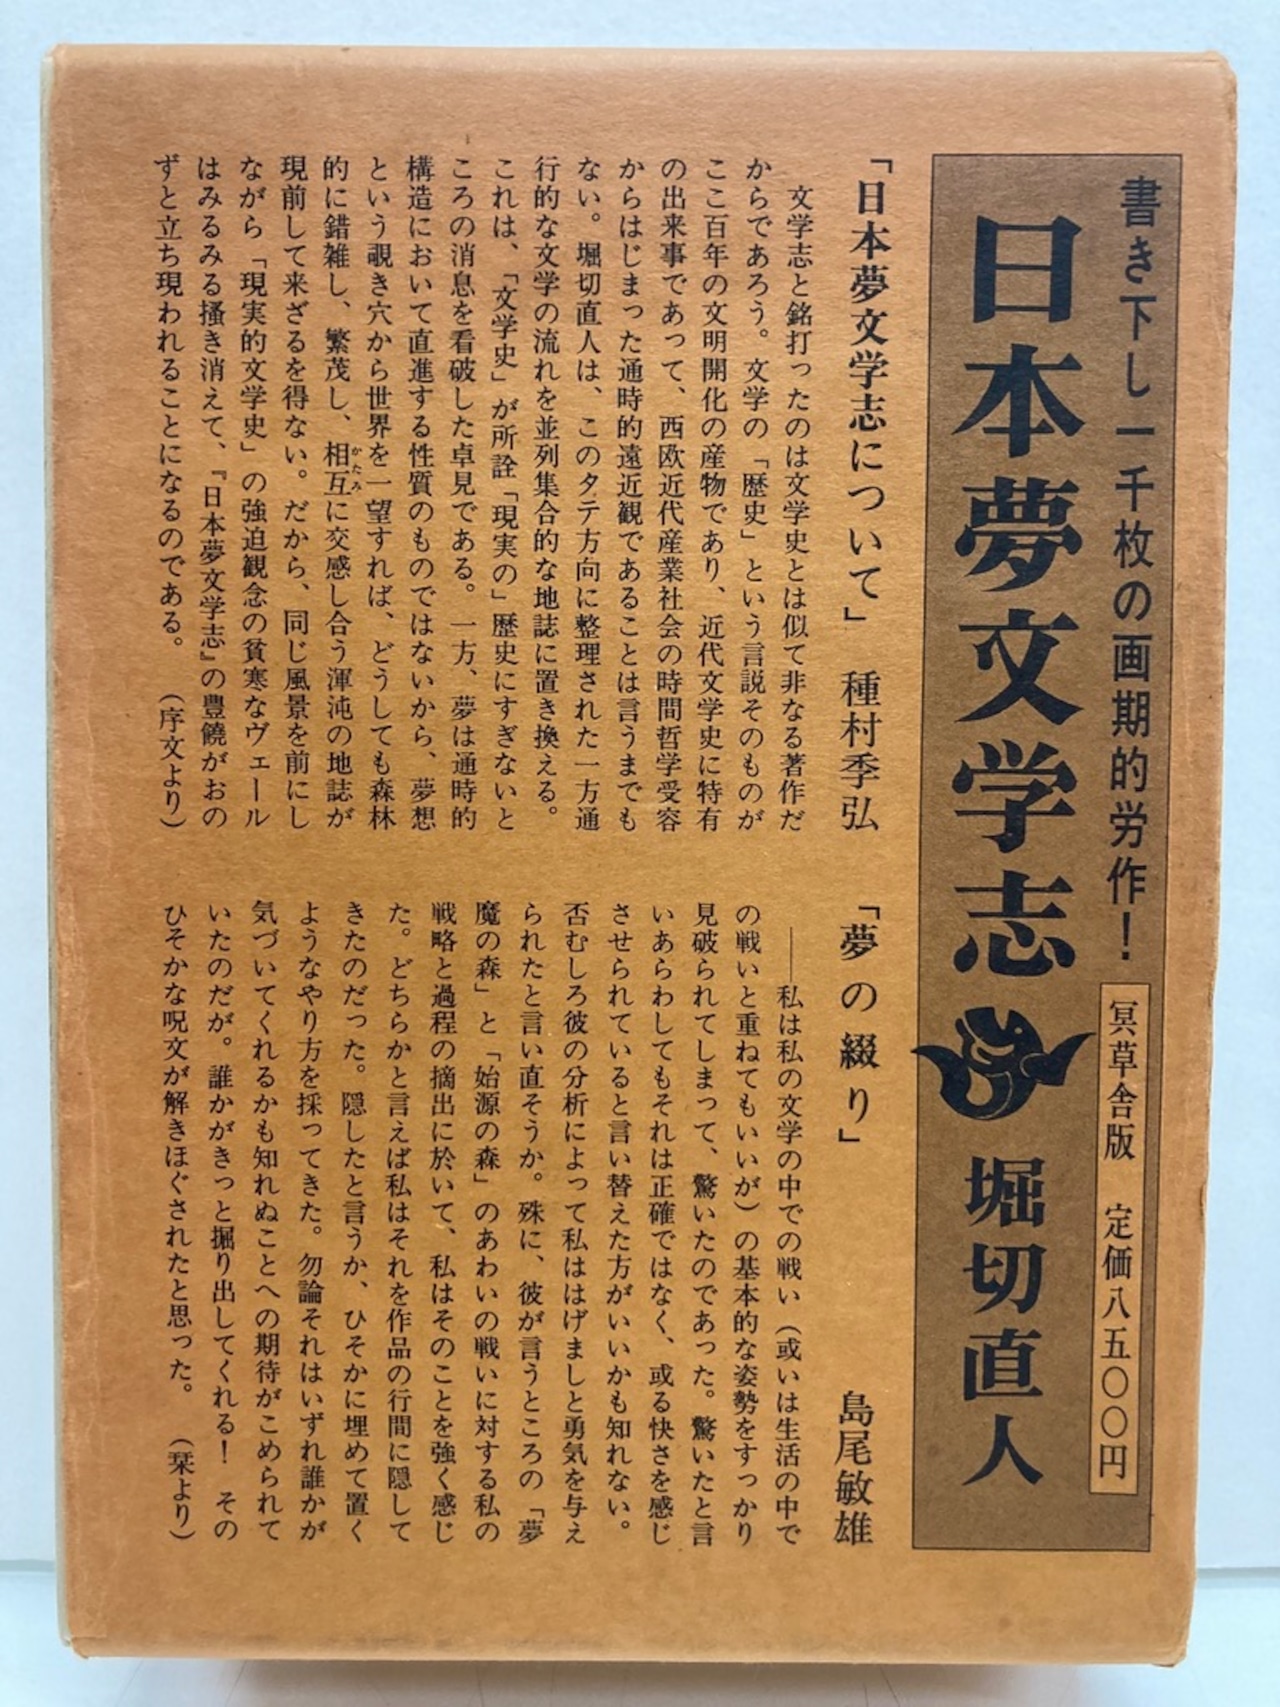 書き下し一千枚の画期的労作！
冥草舎版　定価八五〇〇円
日本夢文学志
堀切直人
「日本夢文学志について」　種村季弘
文学志と銘打ったのは文学史とは似て非なる著作だ
からであろう。文学の「歴史」という言説そのものが
ここ百年の文明開化の産物であり、近代文学史に特有
の出来事であって、西欧近代産業社会の時間哲学受容
からはじまった通時的遠近観であることは言うまでも
ない。堀切直人は、このタテ方向に整理された一方通
行的な文学の流れを並列集合的な地誌に置き換える。
これは、「文学史」が所詮「現実の」歴史にすぎないと
ころの消息を看破した卓見である。一方、夢は通時的
構造において直進する性質のものではないから、夢想
という覗き穴から世界を一望すれば、どうしても森林
的に錯雑し、繁茂し、相互かたみに交感し合う渾沌の地誌が
現前して来ざるを得ない。だから、同じ風景を前にし
ながら「現実的文学史」の強迫観念の貧寒なヴェール
はみるみる搔き消えて、『日本夢文学志』の豊饒がおの
ずと立ち現われることになるのである。　（序文より）
「夢の綴り」　島尾敏雄
――私は私の文学の中での戦い（或いは生活の中で
の戦いと重ねてもいいが）の基本的な姿勢をすっかり
見破られてしまって、驚いたのであった。驚いたと言
いあらわしてもそれは正確ではなく、或る快さを感じ
させられていると言い替えた方がいいかも知れない。
否むしろ彼の分析によって私ははげましと勇気を与え
られたと言い直そうか。殊に、彼が言うところの「夢
魔の森」と「始源の森」のあわいの戦いに対する私の
戦略と過程の摘出に於いて、私はそのことを強く感じ
た。どちらかと言えば私はそれを作品の行間に隠して
きたのだった。隠したと言うか、ひそかに埋めて置く
ようなやり方を採ってきた。勿論それはいずれ誰かが
気づいてくれるかも知れぬことへの期待がこめられて
いたのだが。誰かがきっと掘り出してくれる！　その
ひそかな呪文が解きほぐされたと思った。　（栞より）